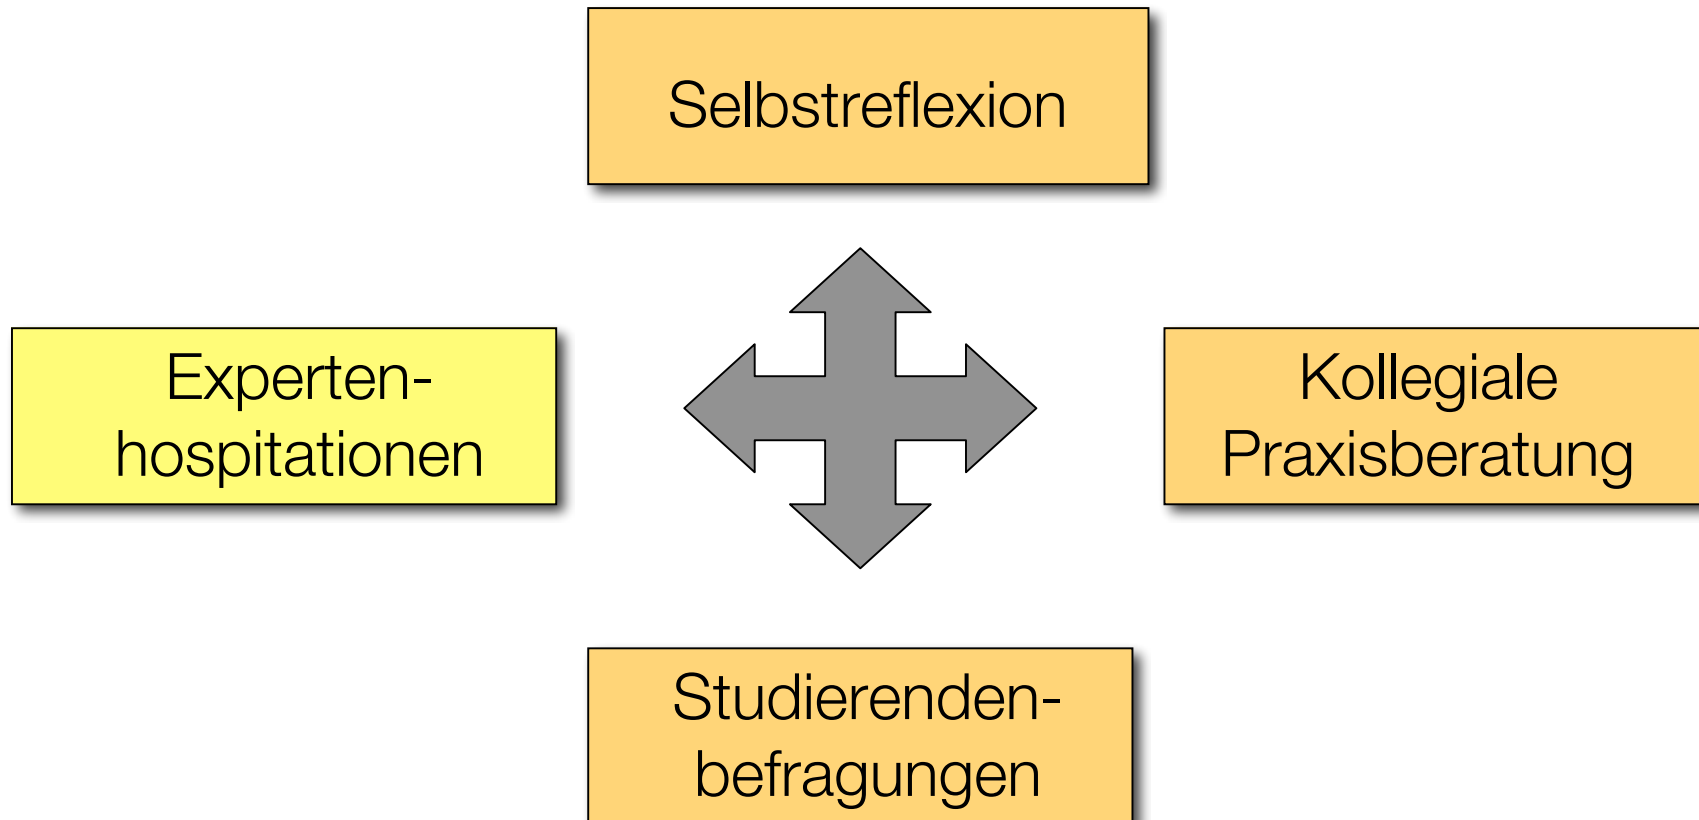 Selbstreflexion
Experten-
hospitationen
Kollegiale
Praxisberatung
Studierenden-
befragungen